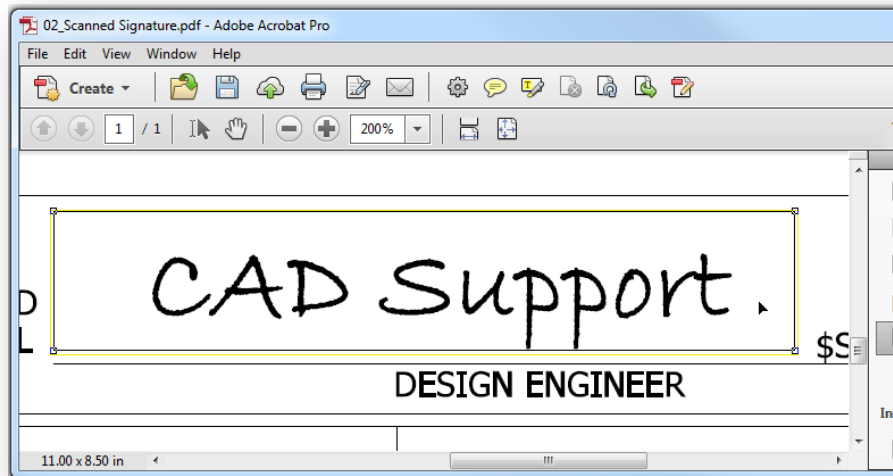 02_Scanned Signature.pdf - Adobe Acrobat Pro
File Edit View Window Help
Create
1 / 1 200%
CAD Support
D
L
$S
DESIGN ENGINEER
In
11.00 x 8.50 in